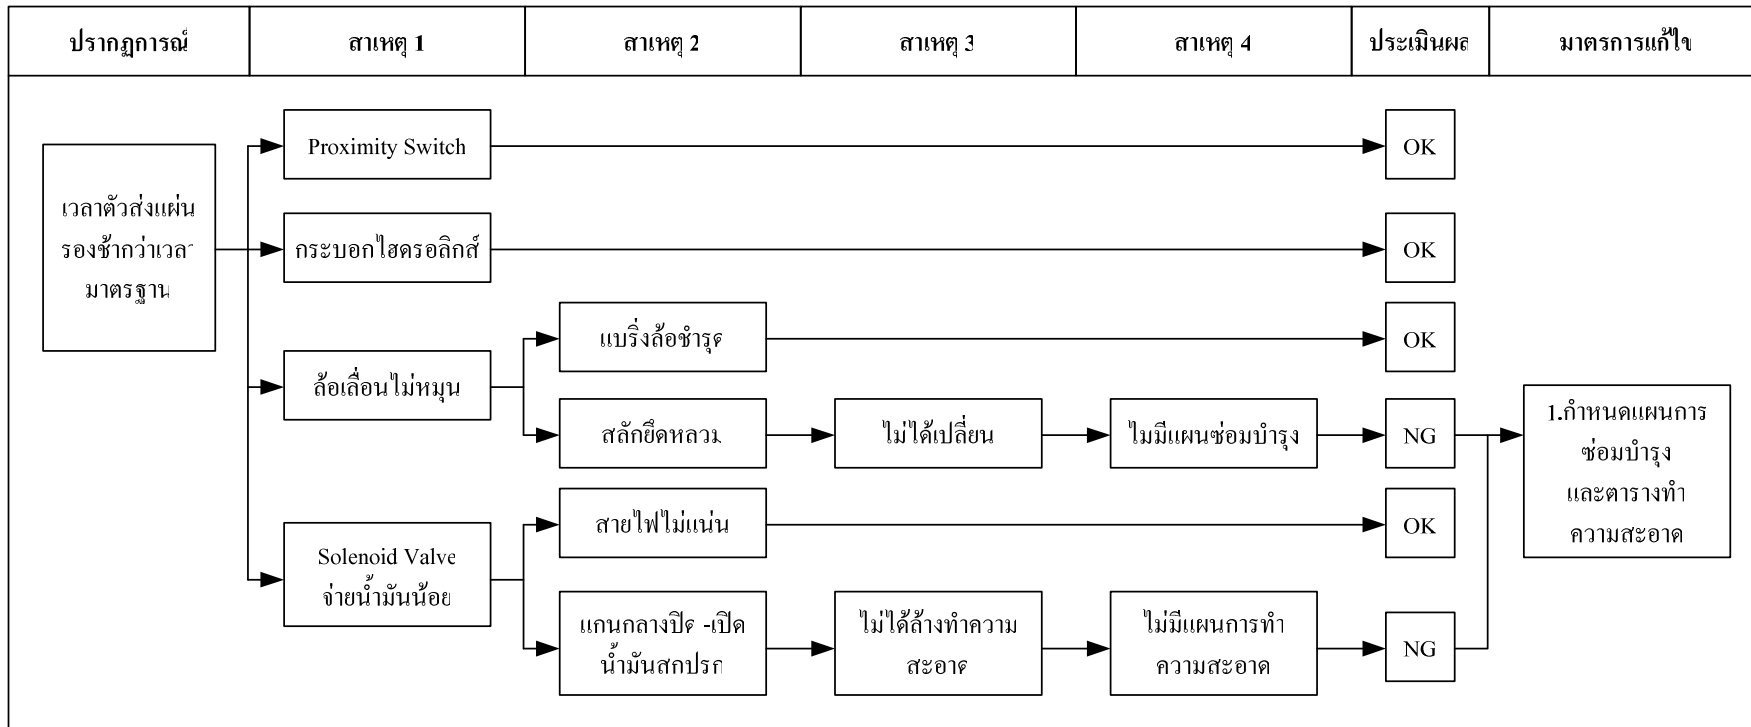 ปรากฏการณ์ สาเหตุ 1 สาเหตุ 2 สาเหตุ 3 สาเหตุ 4 ประเมินผล มาตรการแก้ไข
Proximity Switch OK
เวลาตัวส่งแผ่น
รองช้ากว่าเวลา
มาตรฐาน
กระบอกไฮดรอลิกส์ OK
แบริ่งล้อชำรุด OK
ล้อเลื่อนไม่หมุน
สลักยึดหลวม ไม่ได้เปลี่ยน ไมมีแผนซ่อมบำรุง NG
1.กำหนดแผนการ
ซ่อมบำรุง
และตารางทำ
ความสะอาด
สายไฟไม่แน่น OK
Solenoid Valve
จ่ายน้ำมันน้อย
แกนกลางปิด -เปิด
น้ำมันสกปรก
ไม่ได้ล้างทำความ
สะอาด
ไม่มีแผนการทำ
ความสะอาด
NG